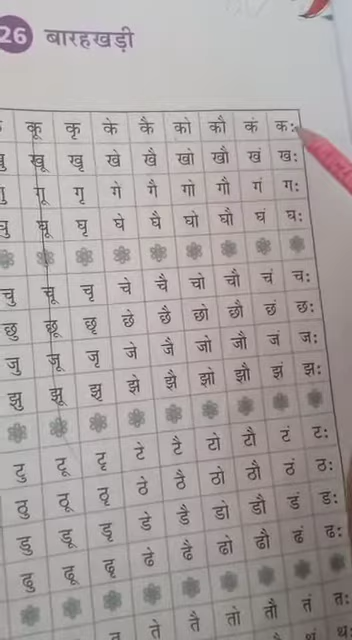 26 बारहखड़ी
कू कृ के कै को कौ कं कः
खू खृ खे खै खो खौ खं खः
गू गृ गे गै गो गौ गं गः
घु घू घृ घे घै घो घौ घं घः
चु चू चृ चे चै चो चौ चं चः
छु छू छृ छे छै छो छौ छं छः
जु जू जृ जे जै जो जौ जं जः
झु झू झृ झे झै झो झौ झं झः
टु टू टृ टे टै टो टौ टं टः
ठु ठू ठृ ठे ठै ठो ठौ ठं ठः
डु डू डृ डे डै डो डौ डं डः
ढु ढू ढृ ढे ढै ढो ढौ ढं ढः
ते तै तो तौ तं तः